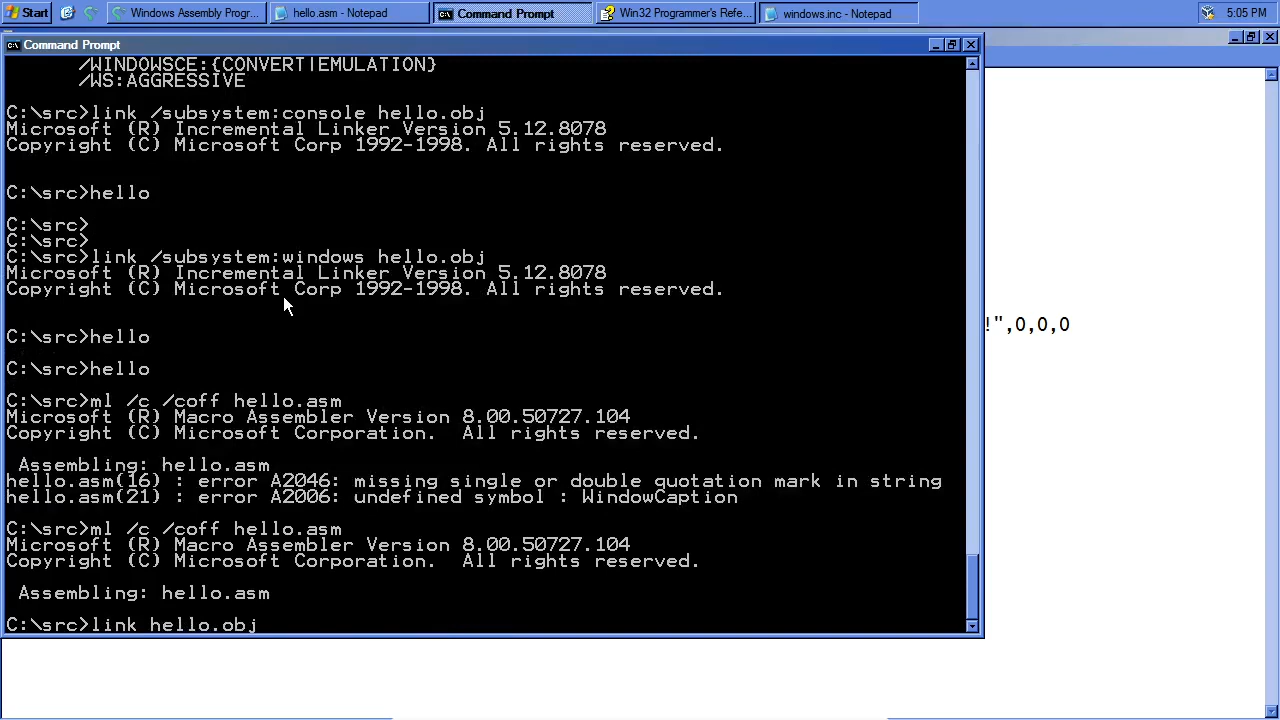 Start
Windows Assembly Progr...
hello.asm - Notepad
Command Prompt
Win32 Programmer's Refe...
windows.inc - Notepad
5:05 PM
Command Prompt
/WINDOWSCE:{CONVERT|EMULATION}
/WS:AGGRESSIVE
C:\src>link /subsystem:console hello.obj
Microsoft (R) Incremental Linker Version 5.12.8078
Copyright (C) Microsoft Corp 1992-1998. All rights reserved.
C:\src>hello
C:\src>
C:\src>
C:\src>link /subsystem:windows hello.obj
Microsoft (R) Incremental Linker Version 5.12.8078
Copyright (C) Microsoft Corp 1992-1998. All rights reserved.
!",0,0,0
C:\src>hello
C:\src>hello
C:\src>ml /c /coff hello.asm
Microsoft (R) Macro Assembler Version 8.00.50727.104
Copyright (C) Microsoft Corporation.  All rights reserved.
Assembling: hello.asm
hello.asm(16) : error A2046: missing single or double quotation mark in string
hello.asm(21) : error A2006: undefined symbol : WindowCaption
C:\src>ml /c /coff hello.asm
Microsoft (R) Macro Assembler Version 8.00.50727.104
Copyright (C) Microsoft Corporation.  All rights reserved.
Assembling: hello.asm
C:\src>link hello.obj